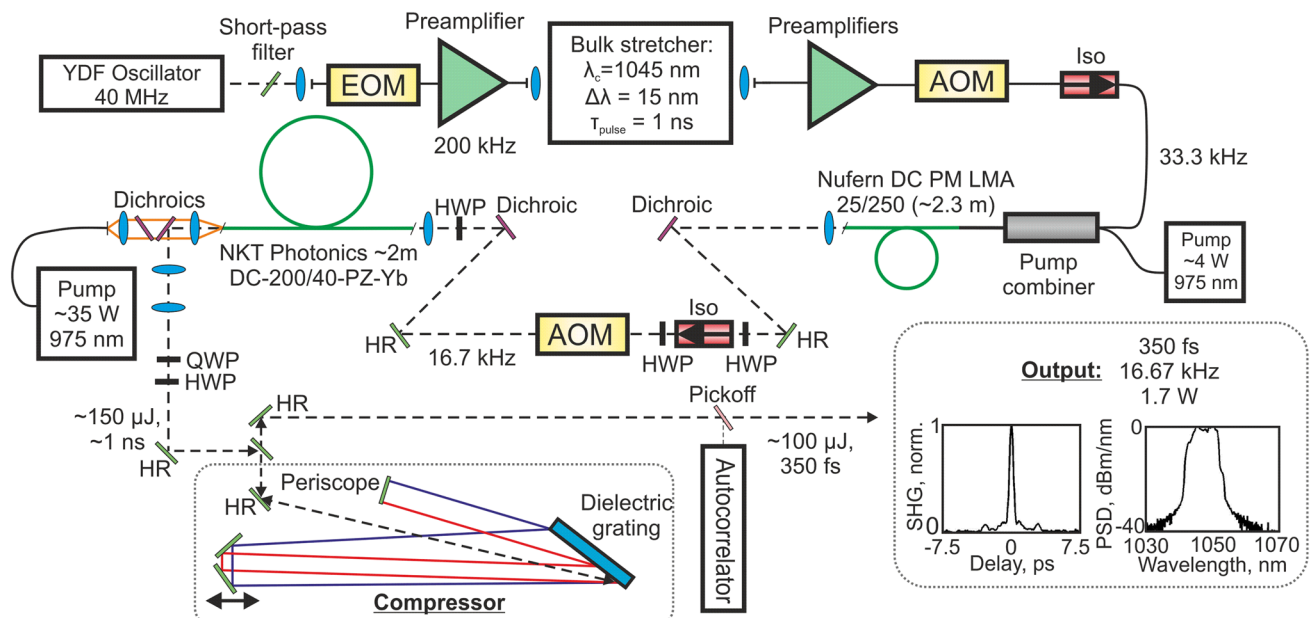 Short-pass
filter
YDF Oscillator
40 MHz
EOM
Preamplifier
200 kHz
Bulk stretcher:
λc=1045 nm
Δλ = 15 nm
τpulse = 1 ns
Preamplifiers
AOM
Iso
33.3 kHz
Dichroics
NKT Photonics ~2m
DC-200/40-PZ-Yb
HWP
Dichroic
Dichroic
Nufern DC PM LMA
25/250 (~2.3 m)
Pump
combiner
Pump
~4 W
975 nm
Pump
~35 W
975 nm
HR
16.7 kHz
AOM
HWP
Iso
HWP
HR
QWP
HWP
~150 µJ,
~1 ns
HR
HR
Pickoff
~100 µJ,
350 fs
Autocorrelator
HR
Periscope
Dielectric
grating
Compressor
350 fs
Output: 16.67 kHz
1.7 W
SHG, norm.
1
0
-7.5 0 7.5
Delay, ps
PSD, dBm/nm
0
-40
1030 1050 1070
Wavelength, nm